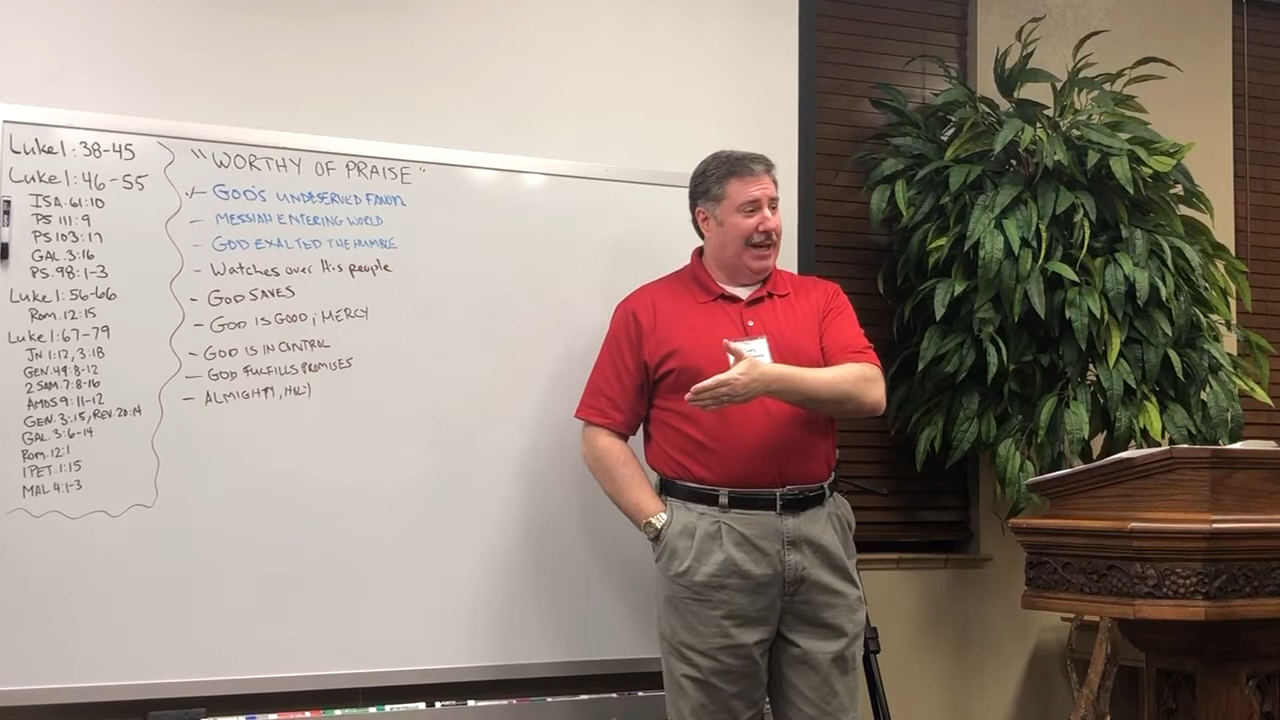 Luke 1: 38-45
Luke 1: 46-55
ISA. 61:10
PS 111:9
PS 103:17
GAL. 3:16
PS. 98:1-3
Luke 1: 56-66
Rom. 12:15
Luke 1: 67-79
JN 1:12, 3:18
GEN. 49:8-12
2 SAM. 7:8-16
AMOS 9:11-12
GEN. 3:15, REV. 20:14
GAL. 3:6-14
Rom. 12:1
1 PET. 1:15
MAL 4:1-3
"WORTHY OF PRAISE"
- GOD'S UNDESERVED FAVOR
- MESSIAH ENTERING WORLD
- GOD EXALTED THE HUMBLE
- Watches over His people
- GOD SAVES
- GOD IS GOOD, MERCY
- GOD IS IN CONTROL
- GOD FULFILLS PROMISES
- ALMIGHTY,